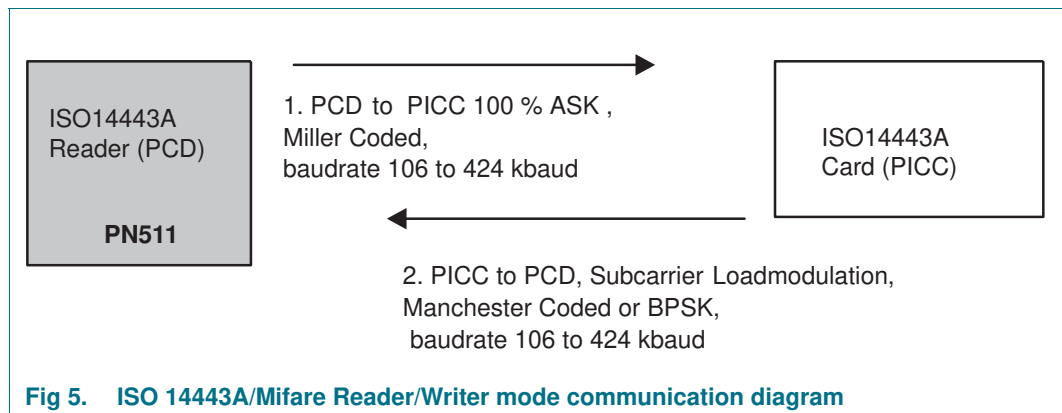 ISO14443A
Reader (PCD)
PN511
1. PCD to PICC 100 % ASK ,
Miller Coded,
baudrate 106 to 424 kbaud
ISO14443A
Card (PICC)
2. PICC to PCD, Subcarrier Loadmodulation,
Manchester Coded or BPSK,
baudrate 106 to 424 kbaud
Fig 5. ISO 14443A/Mifare Reader/Writer mode communication diagram